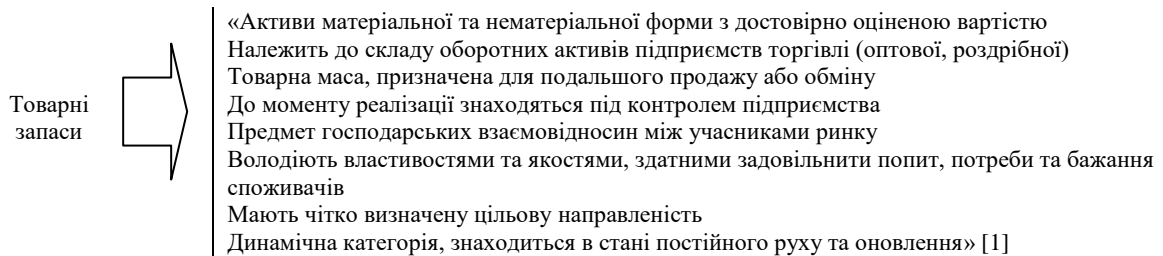 Товарні
запаси
«Активи матеріальної та нематеріальної форми з достовірно оціненою вартістю
Належить до складу оборотних активів підприємств торгівлі (оптової, роздрібної)
Товарна маса, призначена для подальшого продажу або обміну
До моменту реалізації знаходяться під контролем підприємства
Предмет господарських взаємовідносин між учасниками ринку
Володіють властивостями та якостями, здатними задовільнити попит, потреби та бажання
споживачів
Мають чітко визначену цільову направленість
Динамічна категорія, знаходиться в стані постійного руху та оновлення» [1]